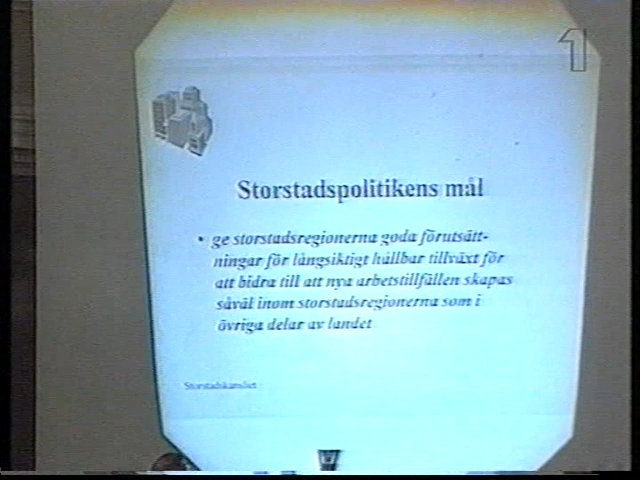 1
Storstadspolitikens mål
• ge storstadsregionerna goda förutsätt-
ningar för långsiktigt hållbar tillväxt för
att bidra till att nya arbetstillfällen skapas
såväl inom storstadsregionerna som i
övriga delar av landet
Storstadskansliet